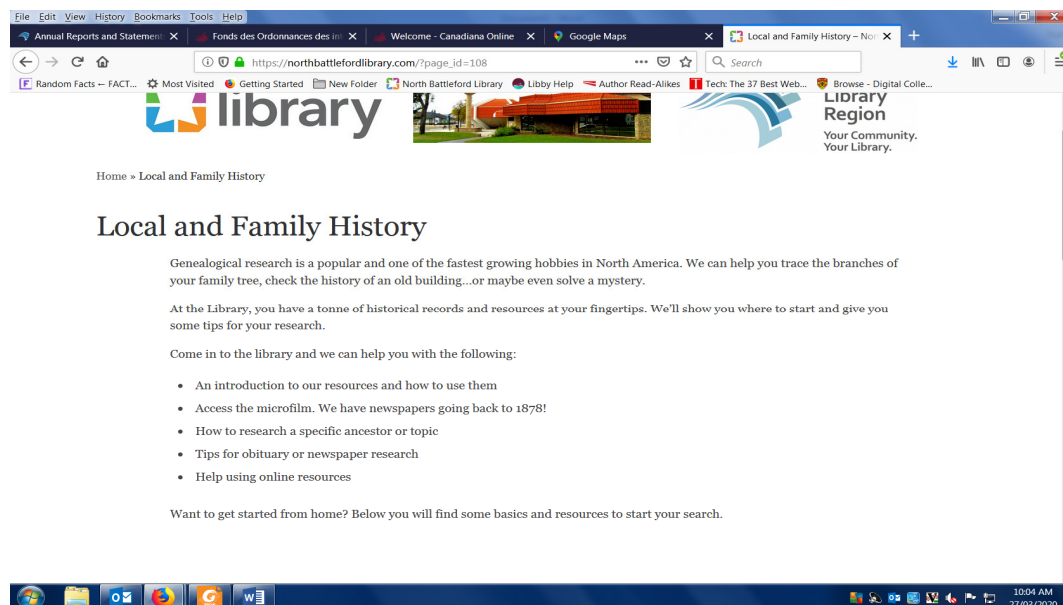 File Edit View History Bookmarks Tools Help
Annual Reports and Statement Fonds des Ordonnances des int Welcome - Canadiana Online Google Maps Local and Family History – Nor
https://northbattlefordlibrary.com/?page_id=108 Search
Random Facts ← FACT... Most Visited Getting Started New Folder North Battleford Library Libby Help Author Read-Alikes Tech: The 37 Best Web... Browse - Digital Colle...
library
Library
Region
Your Community.
Your Library.
Home » Local and Family History
Local and Family History
Genealogical research is a popular and one of the fastest growing hobbies in North America. We can help you trace the branches of
your family tree, check the history of an old building...or maybe even solve a mystery.
At the Library, you have a tonne of historical records and resources at your fingertips. We'll show you where to start and give you
some tips for your research.
Come in to the library and we can help you with the following:
• An introduction to our resources and how to use them
• Access the microfilm. We have newspapers going back to 1878!
• How to research a specific ancestor or topic
• Tips for obituary or newspaper research
• Help using online resources
Want to get started from home? Below you will find some basics and resources to start your search.
10:04 AM
27/03/2020